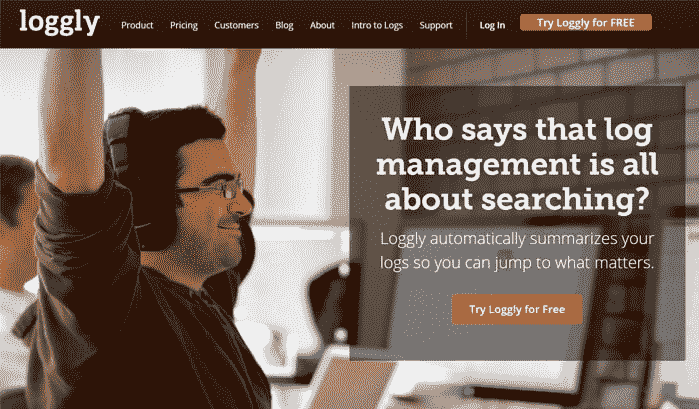 loggly Product Pricing Customers Blog About Intro to Logs Support Log In Try Loggly for FREE
Who says that log
management is all
about searching?
Loggly automatically summarizes your
logs so you can jump to what matters.
Try Loggly for Free